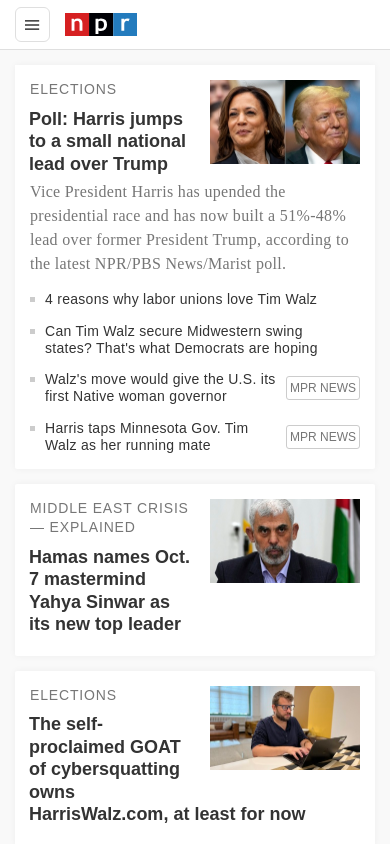 npr
ELECTIONS
Poll: Harris jumps
to a small national
lead over Trump
Vice President Harris has upended the
presidential race and has now built a 51%-48%
lead over former President Trump, according to
the latest NPR/PBS News/Marist poll.
4 reasons why labor unions love Tim Walz
Can Tim Walz secure Midwestern swing
states? That's what Democrats are hoping
Walz's move would give the U.S. its
first Native woman governor
MPR NEWS
Harris taps Minnesota Gov. Tim
Walz as her running mate
MPR NEWS
MIDDLE EAST CRISIS
— EXPLAINED
Hamas names Oct.
7 mastermind
Yahya Sinwar as
its new top leader
ELECTIONS
The self-
proclaimed GOAT
of cybersquatting
owns
HarrisWalz.com, at least for now